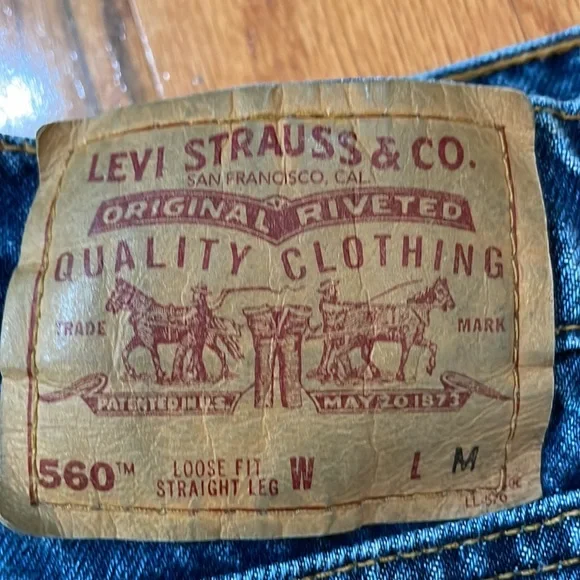 LEVI STRAUSS & CO.
SAN FRANCISCO, CAL.
ORIGINAL RIVETED
QUALITY CLOTHING
TRADE MARK
PATENTED IN U.S. MAY 20 1873
560™ LOOSE FIT W L M
STRAIGHT LEG